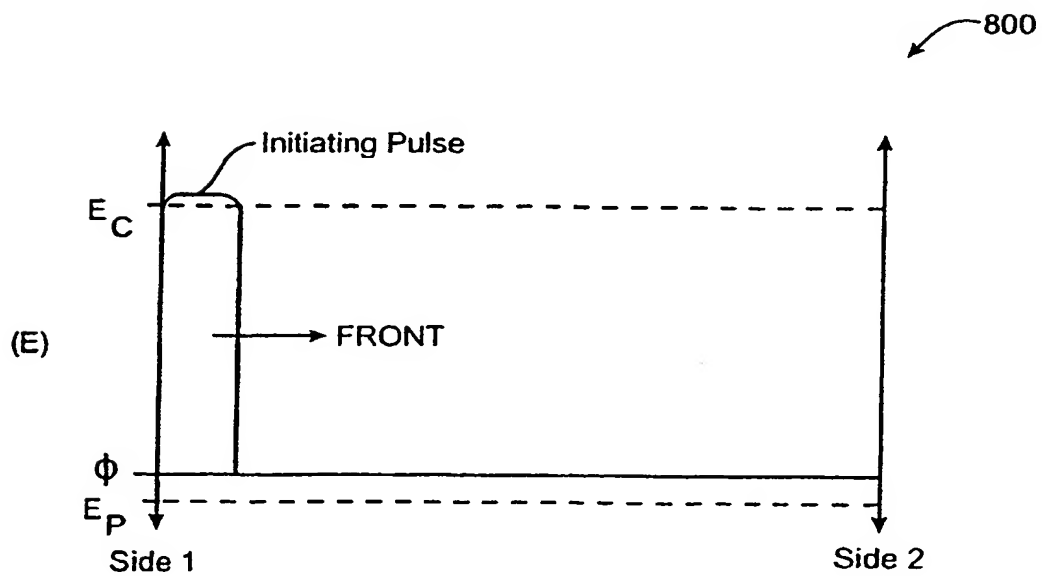 800
Initiating Pulse
E_C
(E)
FRONT
ϕ
E_P
Side 1
Side 2